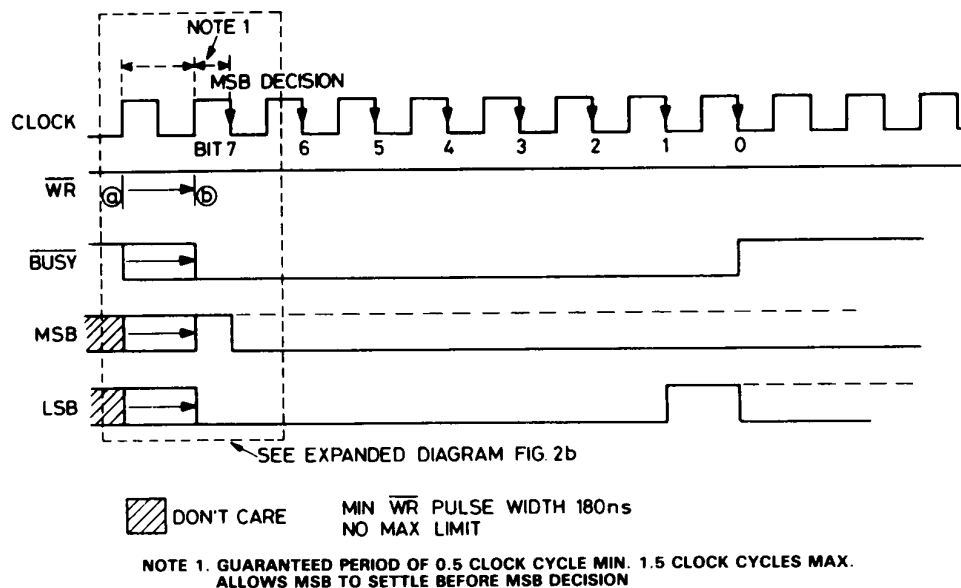 NOTE 1
MSB DECISION
CLOCK
BIT 7 6 5 4 3 2 1 0
WR
ⓐ ⓑ
BUSY
MSB
LSB
SEE EXPANDED DIAGRAM FIG. 2b
DON'T CARE
MIN WR PULSE WIDTH 180ns
NO MAX LIMIT
NOTE 1. GUARANTEED PERIOD OF 0.5 CLOCK CYCLE MIN. 1.5 CLOCK CYCLES MAX.
ALLOWS MSB TO SETTLE BEFORE MSB DECISION